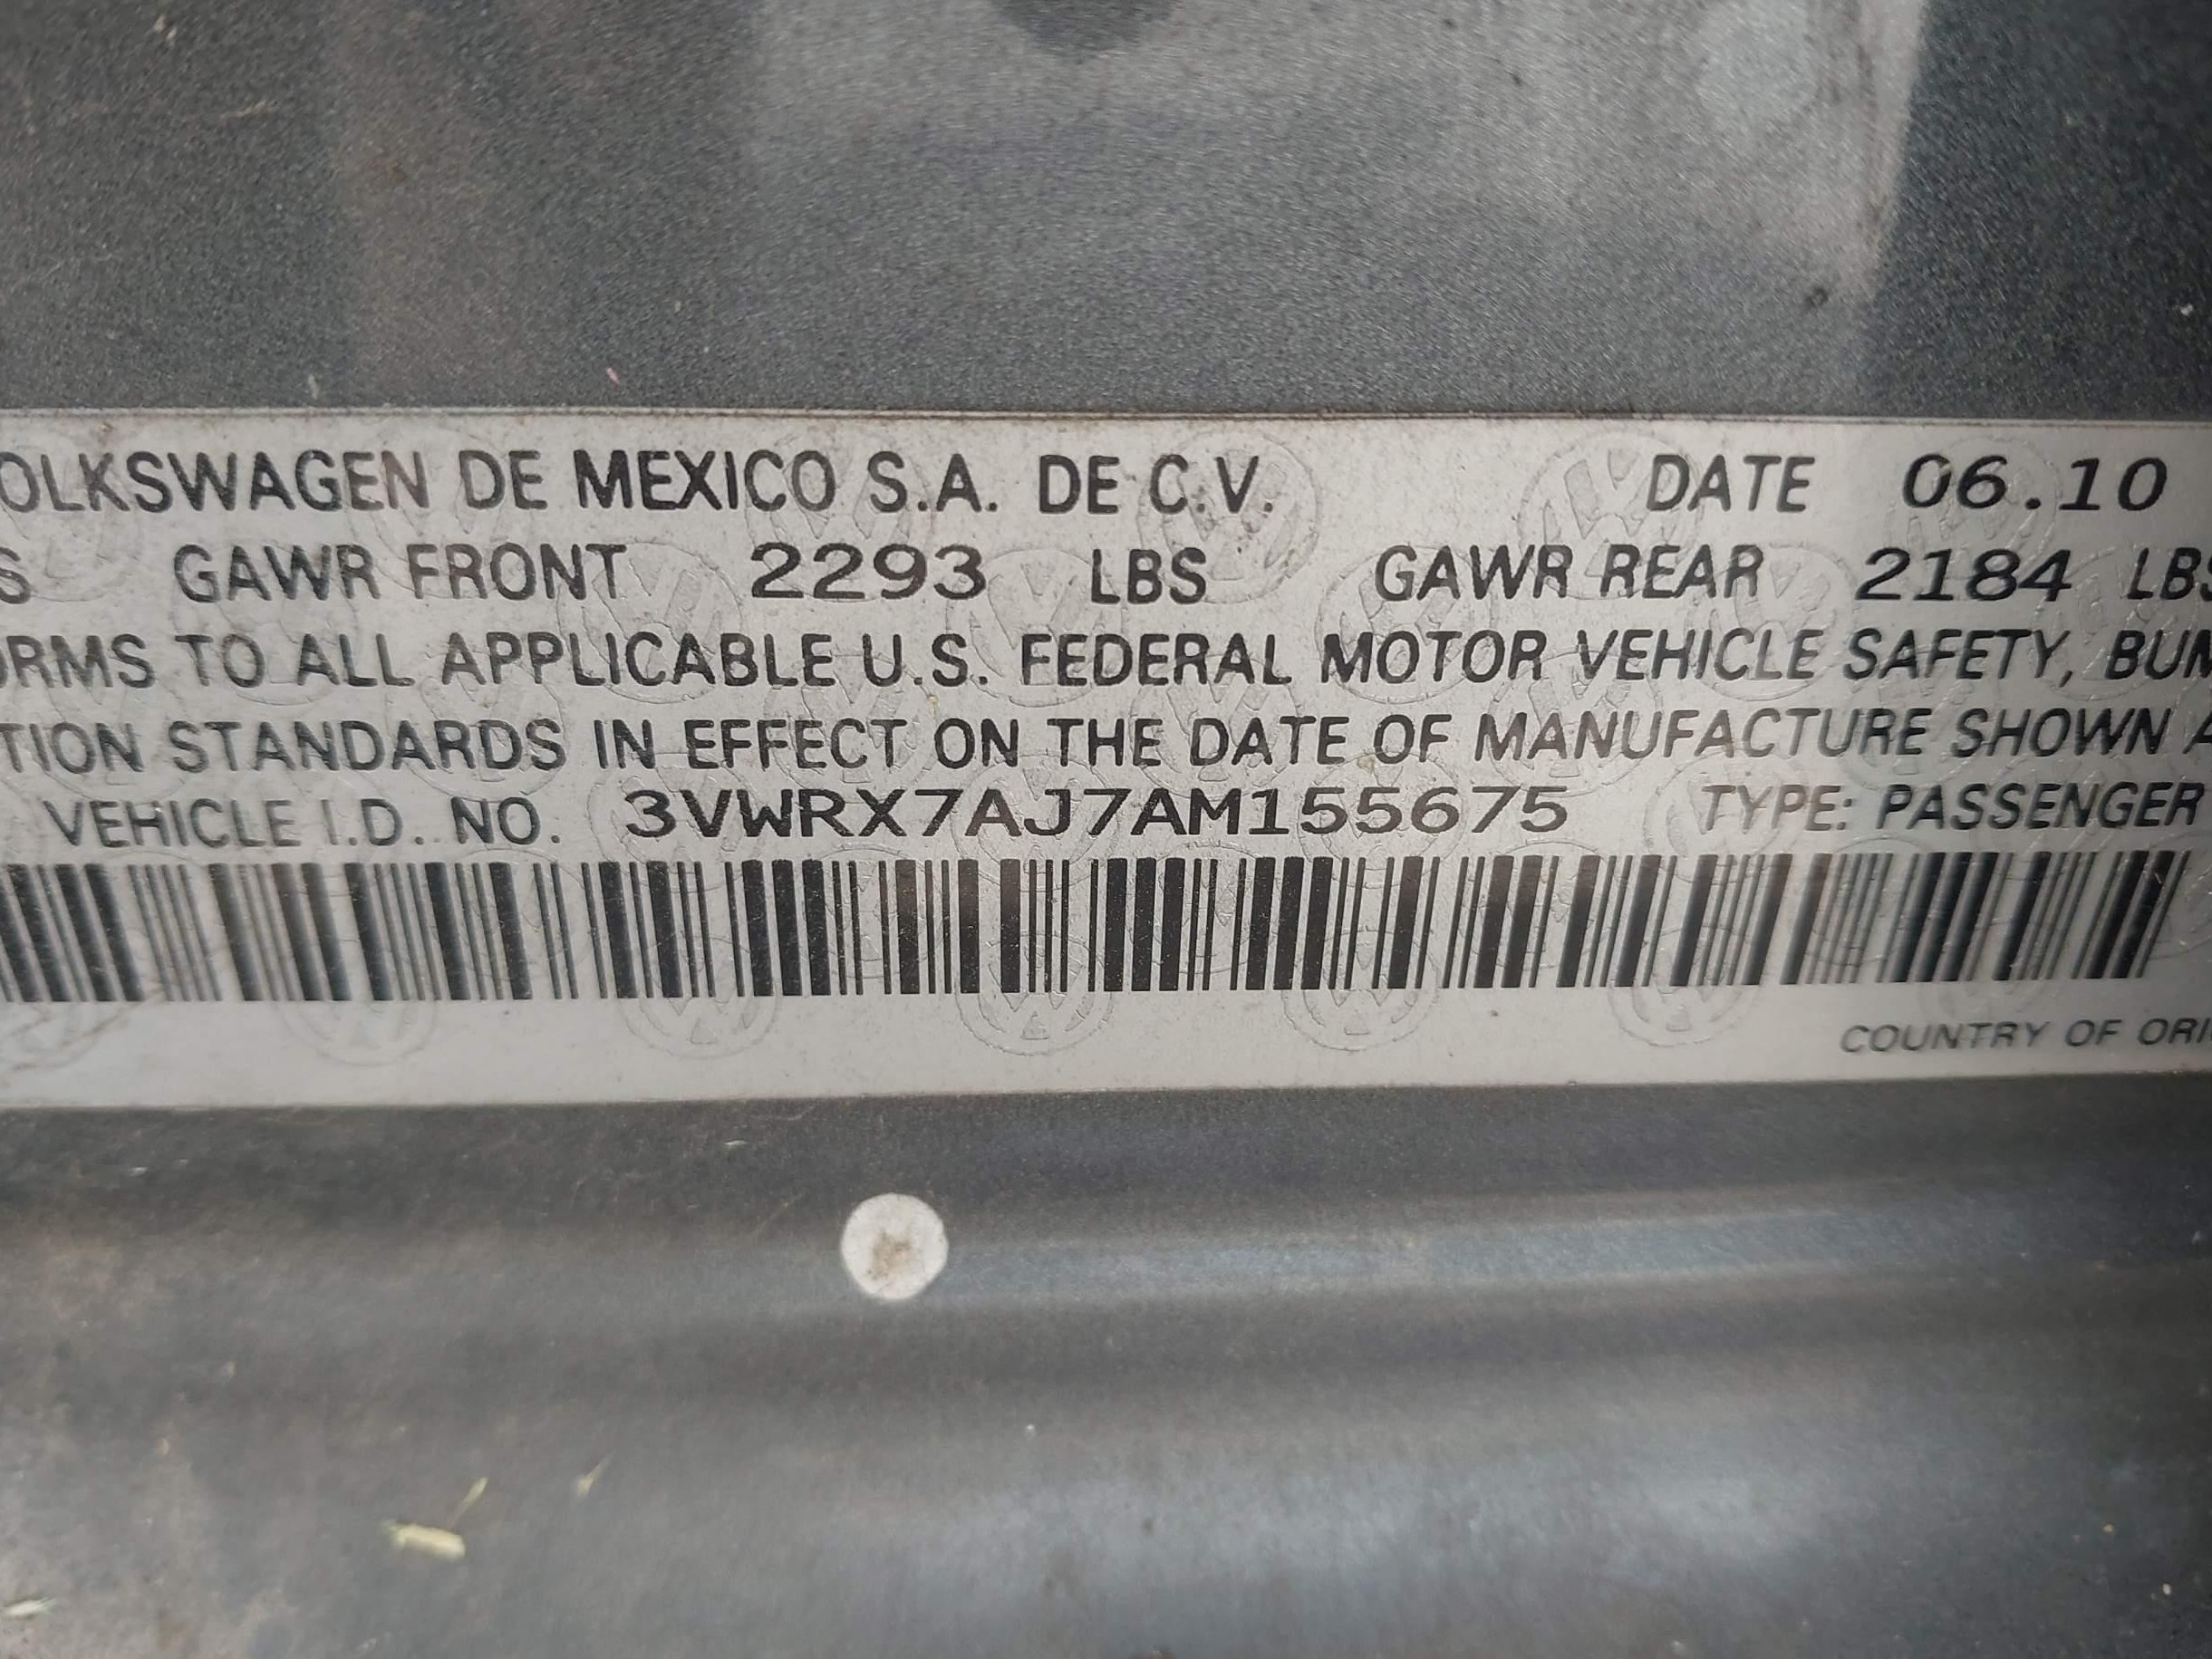 OLKSWAGEN DE MEXICO S.A. DE C.V. DATE 06.10
S GAWR FRONT 2293 LBS GAWR REAR 2184 LBS
ORMS TO ALL APPLICABLE U.S. FEDERAL MOTOR VEHICLE SAFETY, BUM
TION STANDARDS IN EFFECT ON THE DATE OF MANUFACTURE SHOWN A
VEHICLE I.D. NO. 3VWRX7AJ7AM155675 TYPE: PASSENGER
COUNTRY OF ORI